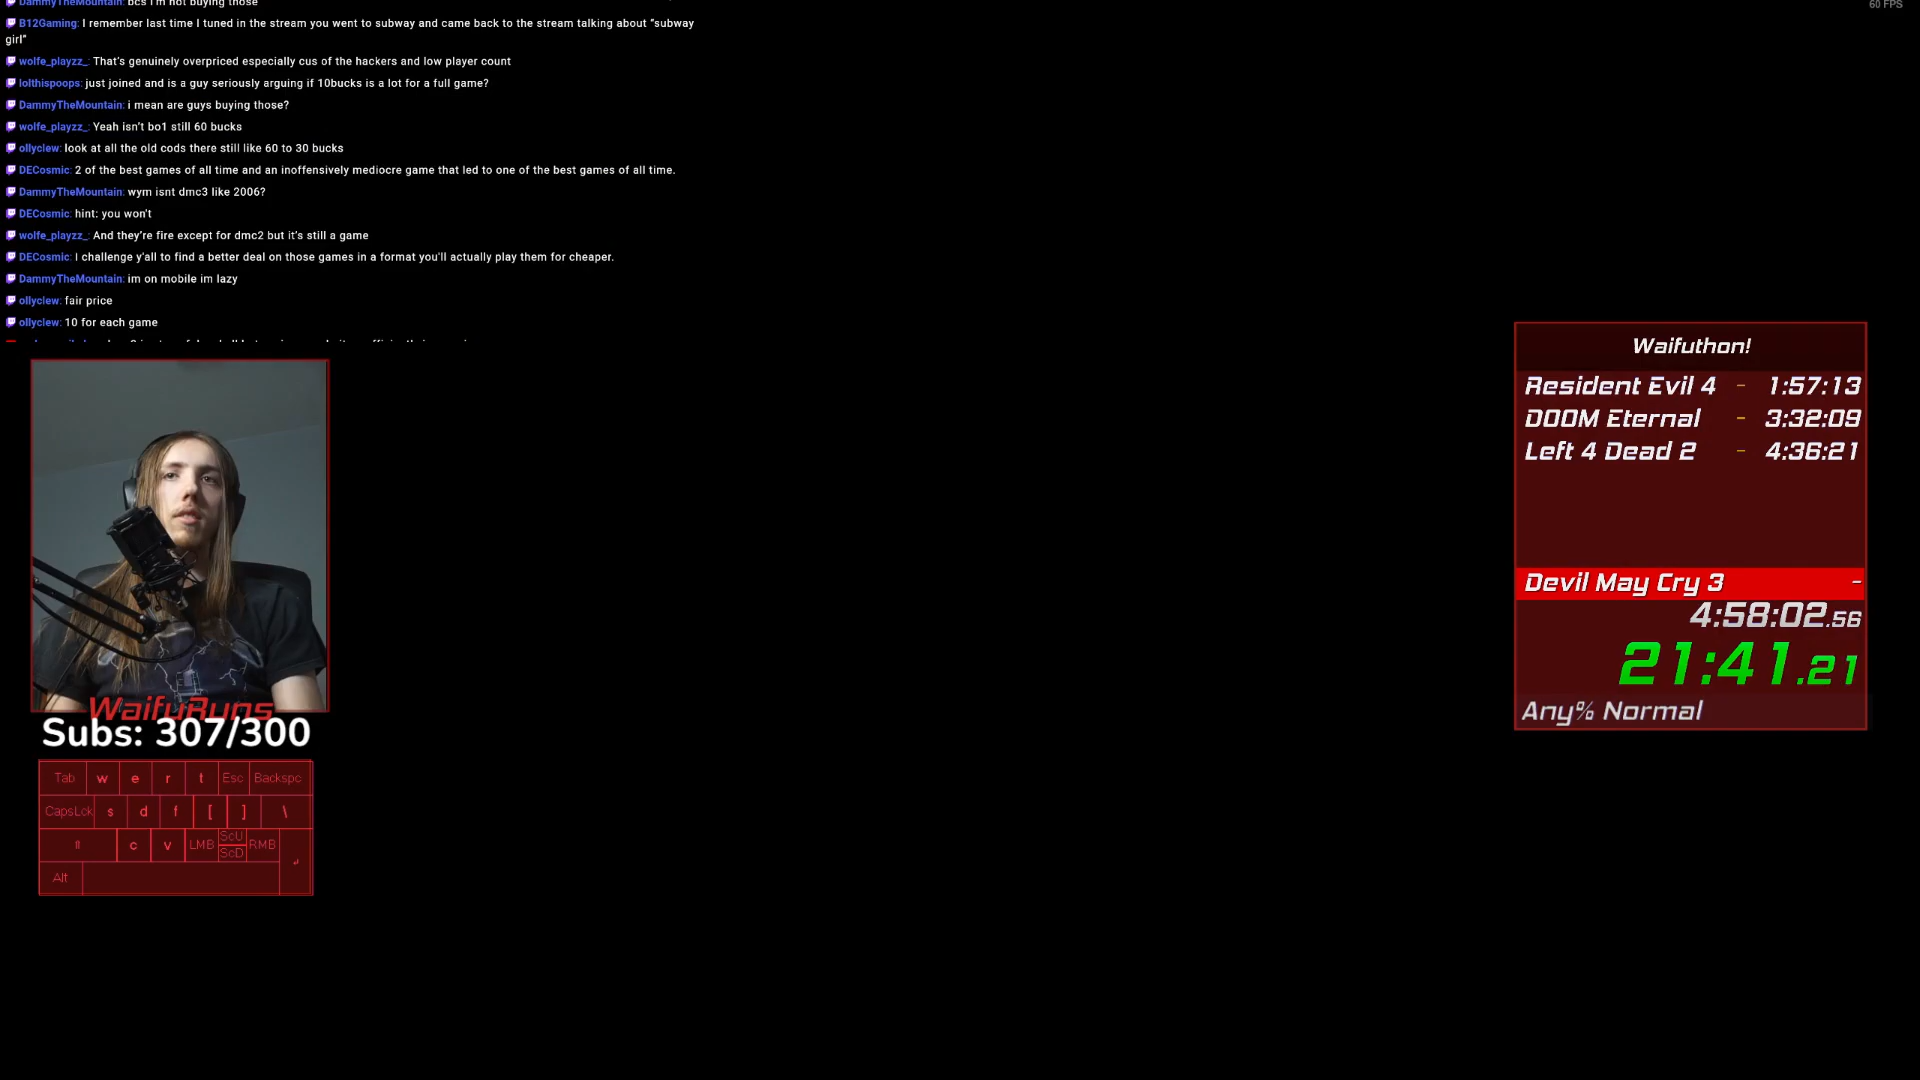 60 FPS
DammyTheMountain: bcs i'm not buying those
B12Gaming: I remember last time I tuned in the stream you went to subway and came back to the stream talking about "subway
girl"
wolfe_playzz_: That's genuinely overpriced especially cus of the hackers and low player count
lolthispoops: just joined and is a guy seriously arguing if 10bucks is a lot for a full game?
DammyTheMountain: i mean are guys buying those?
wolfe_playzz_: Yeah isn't bo1 still 60 bucks
ollyclew: look at all the old cods there still like 60 to 30 bucks
DECosmic: 2 of the best games of all time and an inoffensively mediocre game that led to one of the best games of all time.
DammyTheMountain: wym isnt dmc3 like 2006?
DECosmic: hint: you won't
wolfe_playzz_: And they're fire except for dmc2 but it's still a game
DECosmic: I challenge y'all to find a better deal on those games in a format you'll actually play them for cheaper.
DammyTheMountain: im on mobile im lazy
ollyclew: fair price
ollyclew: 10 for each game
WaifuRuns
Subs: 307/300
Tab w e r t Esc Backspc
CapsLck s d f [ ] \
⇧ c v LMB ScU ScD RMB ↵
Alt
Waifuthon!
Resident Evil 4 - 1:57:13
DOOM Eternal - 3:32:09
Left 4 Dead 2 - 4:36:21
Devil May Cry 3 -
4:58:02.56
21:41.21
Any% Normal